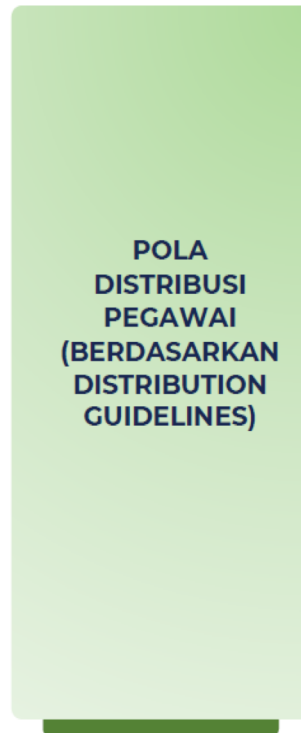 POLA
DISTRIBUSI
PEGAWAI
(BERDASARKAN
DISTRIBUTION
GUIDELINES)